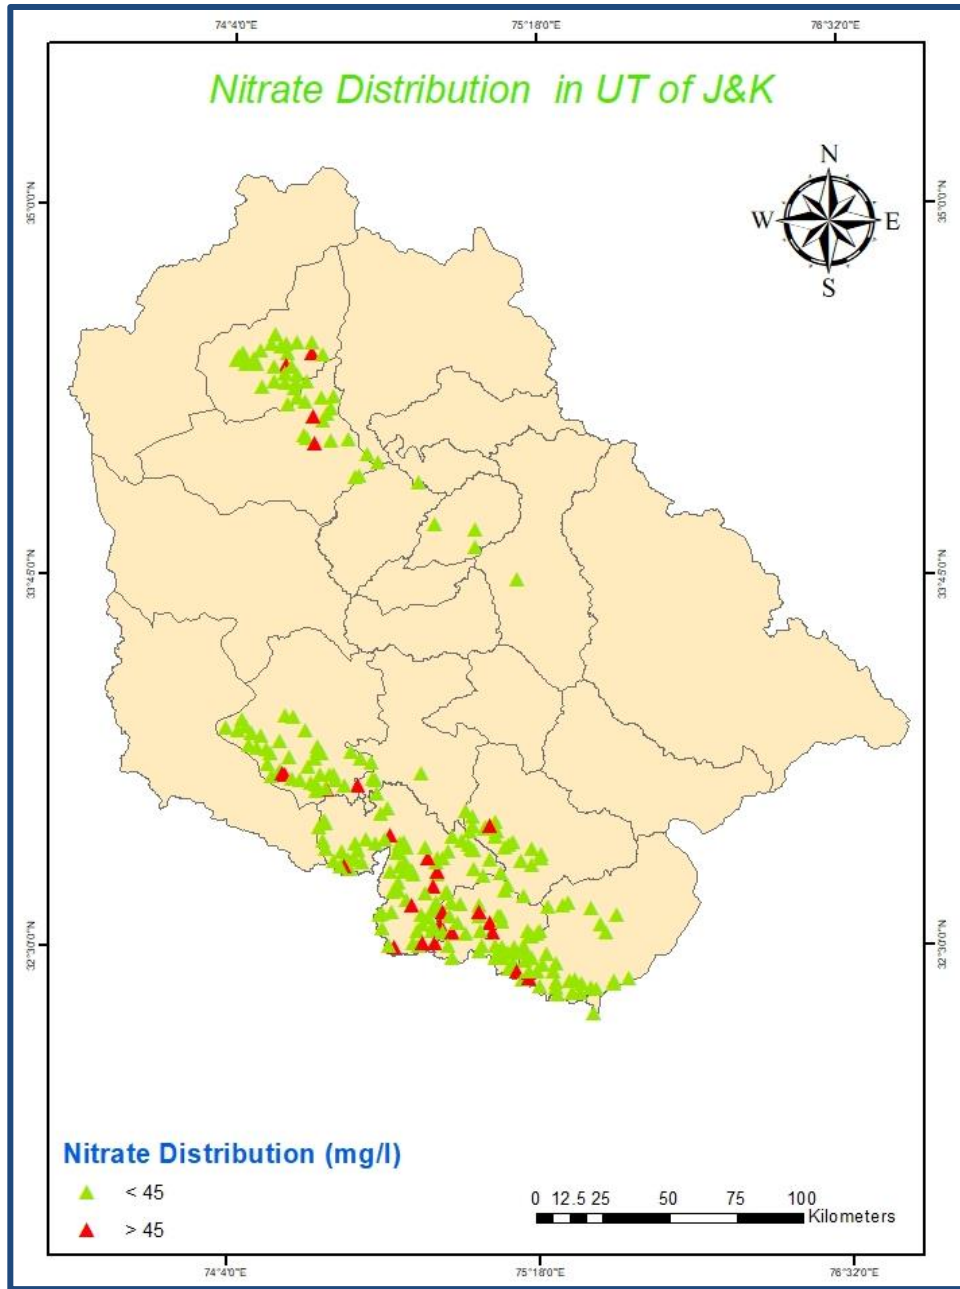 74°4'0"E 75°18'0"E 76°32'0"E
Nitrate Distribution in UT of J&K
N
W E
S
35°0'0"N 35°0'0"N
33°45'0"N 33°45'0"N
32°30'0"N 32°30'0"N
Nitrate Distribution (mg/l)
< 45
> 45
0 12.5 25 50 75 100
Kilometers
74°4'0"E 75°18'0"E 76°32'0"E